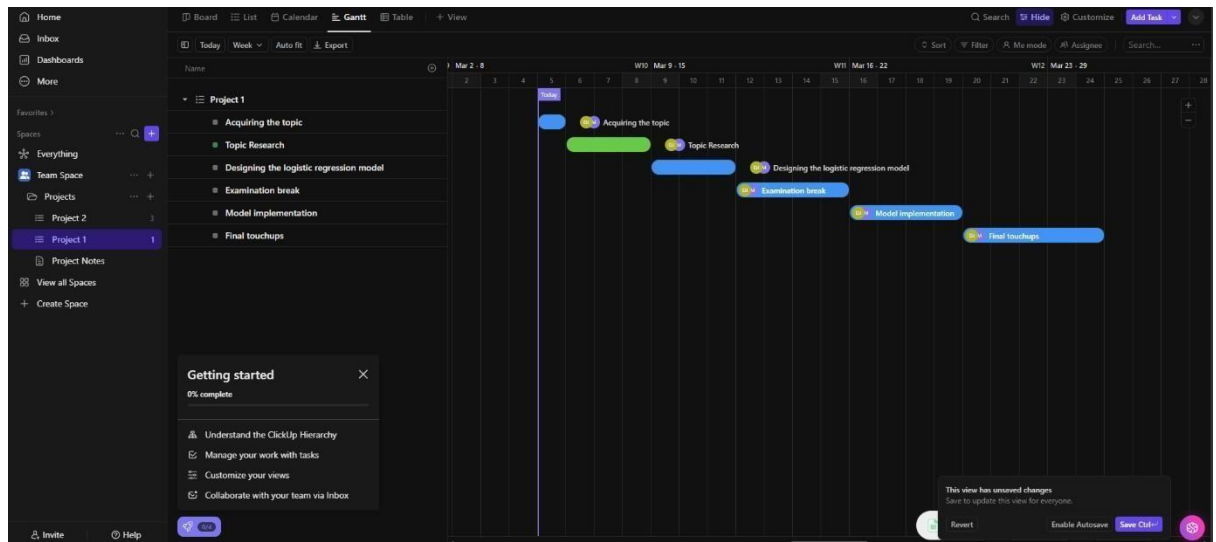 Home
Board List Calendar Gantt Table + View
Search Hide Customize Add Task
Inbox
Today Week Auto fit Export
Sort Filter Me mode Assignee Search... ...
Dashboards
More
Name
Mar 2 - 8 W10 Mar 9 - 15 W11 Mar 16 - 22 W12 Mar 23 - 29
2 3 4 5 6 7 8 9 10 11 12 13 14 15 16 17 18 19 20 21 22 23 24 25 26 27 28
Today
Project 1
Favorites >
Spaces ... +
Everything
Team Space ... +
Projects ... +
Project 2 3
Project 1 1
Project Notes
View all Spaces
+ Create Space
Acquiring the topic
Topic Research
Designing the logistic regression model
Examination break
Model implementation
Final touchups
M Acquiring the topic
M Topic Research
M Designing the logistic regression model
M Examination break
M Model implementation
M Final touchups
+
−
Getting started
0% complete
Understand the ClickUp Hierarchy
Manage your work with tasks
Customize your views
Collaborate with your team via Inbox
This view has unsaved changes
Save to update this view for everyone.
Revert Enable Autosave Save Ctrl↵
Invite Help